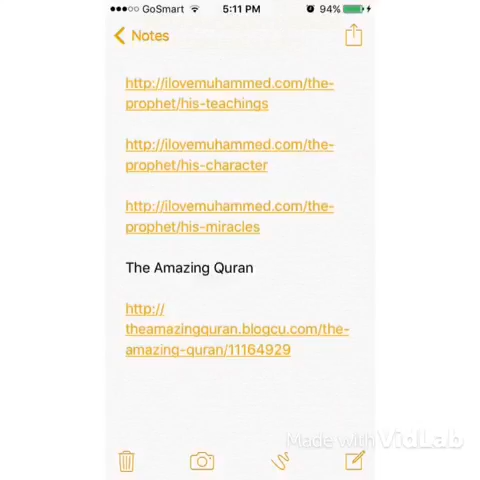 GoSmart 5:11 PM 94%
Notes
http://ilovemuhammed.com/the-
prophet/his-teachings
http://ilovemuhammed.com/the-
prophet/his-character
http://ilovemuhammed.com/the-
prophet/his-miracles
The Amazing Quran
http://
theamazingquran.blogcu.com/the-
amazing-quran/11164929
Made with VidLab